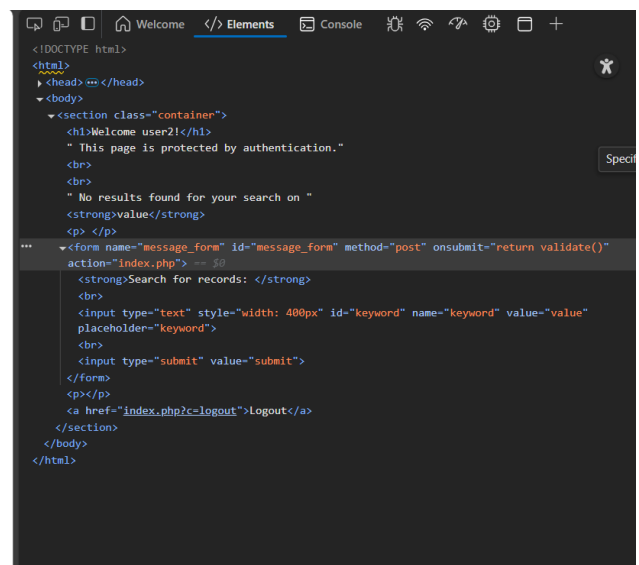 Welcome </> Elements Console
<!DOCTYPE html>
<html>
<head> ••• </head>
<body>
<section class="container">
<h1>Welcome user2!</h1>
" This page is protected by authentication."
<br>
<br>
" No results found for your search on "
<strong>value</strong>
<p> </p>
••• <form name="message_form" id="message_form" method="post" onsubmit="return validate()"
action="index.php"> == $0
<strong>Search for records: </strong>
<br>
<input type="text" style="width: 400px" id="keyword" name="keyword" value="value"
placeholder="keyword">
<br>
<input type="submit" value="submit">
</form>
<p></p>
<a href="index.php?c=logout">Logout</a>
</section>
</body>
</html>
Specif